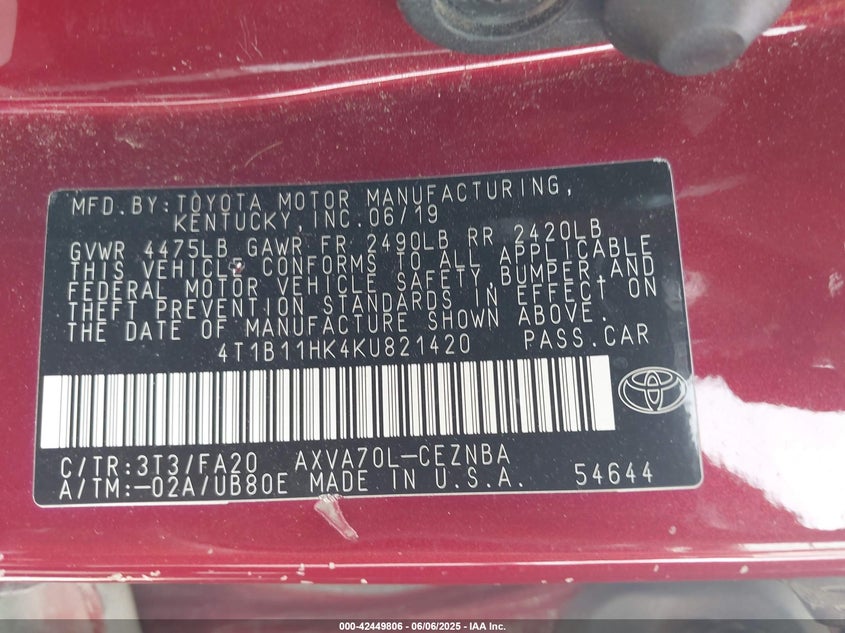 MFD.BY:TOYOTA MOTOR MANUFACTURING,
KENTUCKY,INC.06/19
GVWR 4475LB GAWR FR 2490LB RR 2420LB
THIS VEHICLE CONFORMS TO ALL APPLICABLE
FEDERAL MOTOR VEHICLE SAFETY,BUMPER,AND
THEFT PREVENTION STANDARDS IN EFFECT ON
THE DATE OF MANUFACTURE SHOWN ABOVE.
4T1B11HK4KU821420 PASS.CAR
C/TR:3T3/FA20 AXVA70L-CEZNBA
A/TM:-02A/UB80E MADE IN U.S.A. 54644
000-42449806 - 06/06/2025 - IAA Inc.